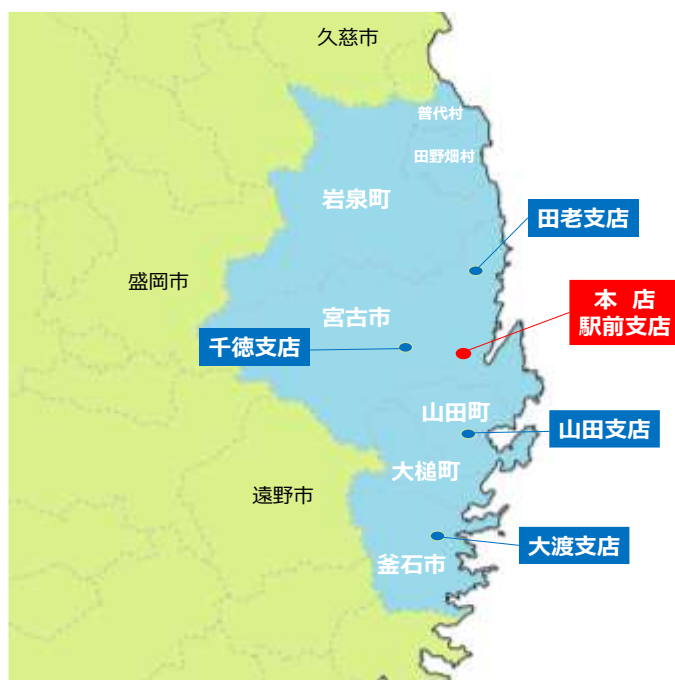 久慈市
普代村
田野畑村
岩泉町
田老支店
盛岡市
本 店
駅前支店
宮古市
千徳支店
山田町
山田支店
大槌町
遠野市
大渡支店
釜石市